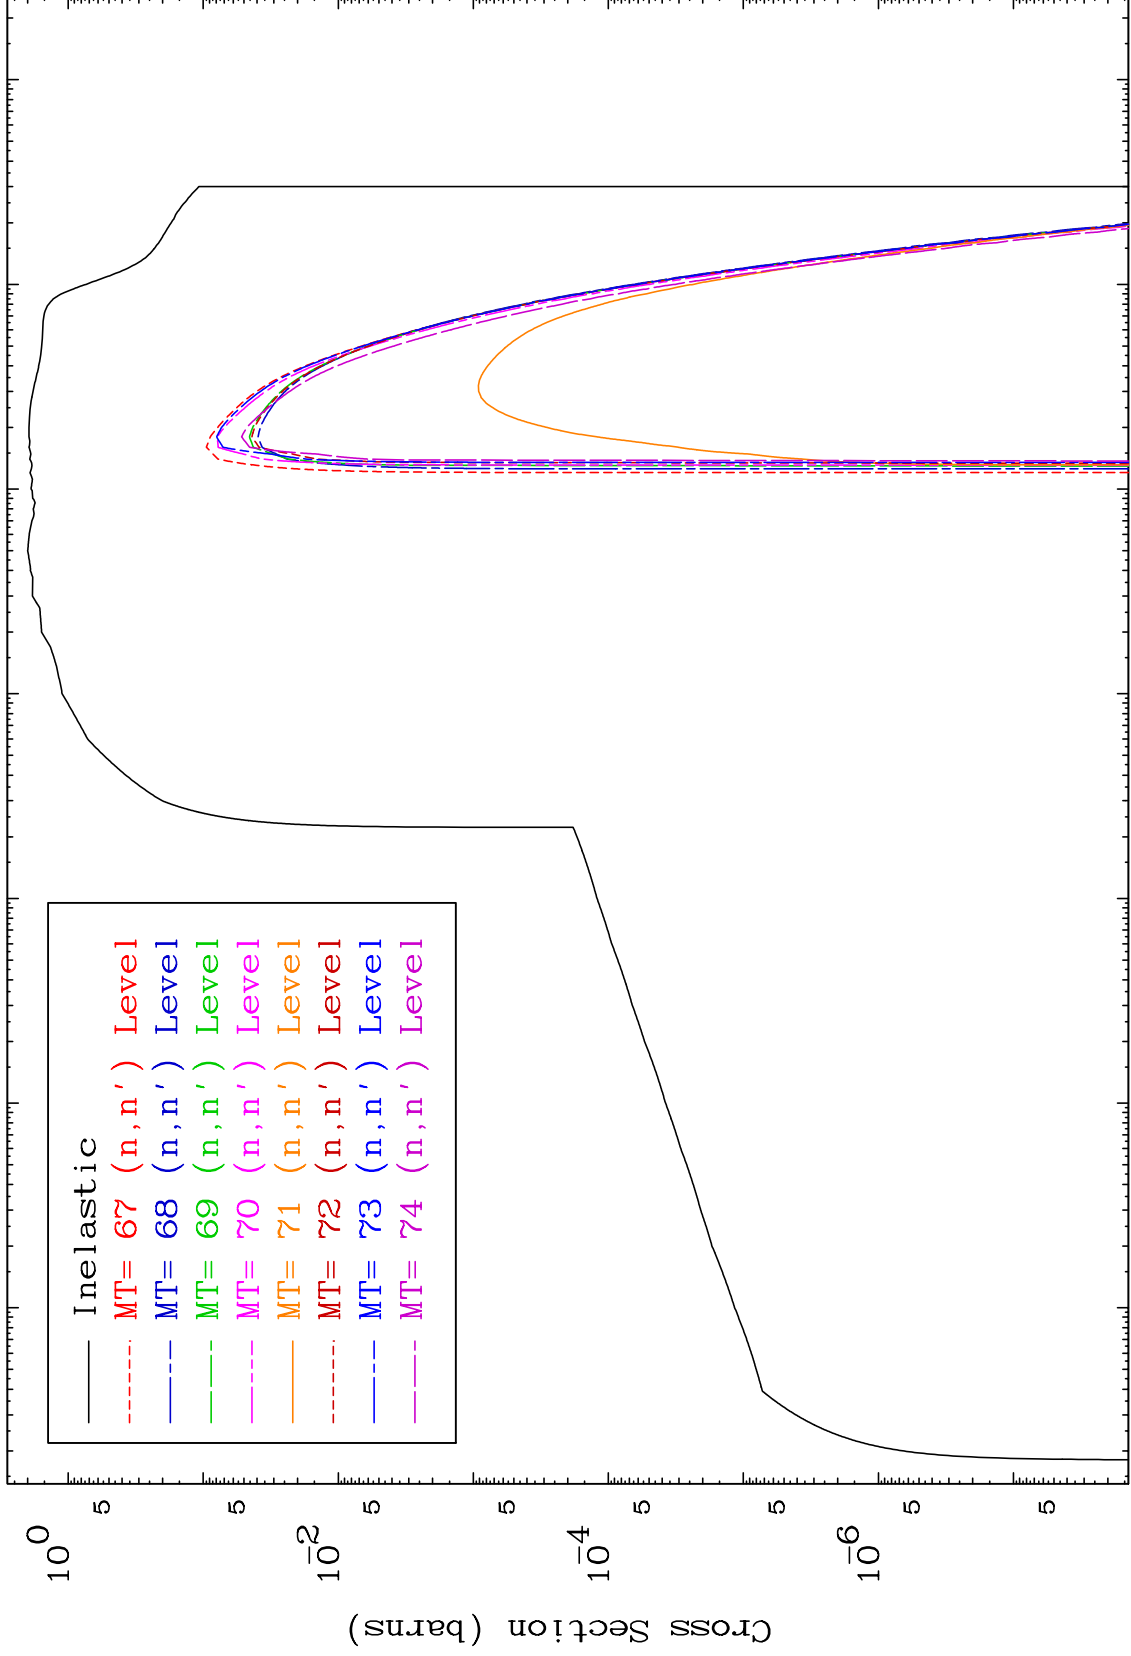 Inelastic
MT= 67 (n,n') Level
MT= 68 (n,n') Level
MT= 69 (n,n') Level
MT= 70 (n,n') Level
MT= 71 (n,n') Level
MT= 72 (n,n') Level
MT= 73 (n,n') Level
MT= 74 (n,n') Level
10^0
5
5
10^-2
5
5
10^-4
5
5
10^-6
5
5
Cross Section (barns)